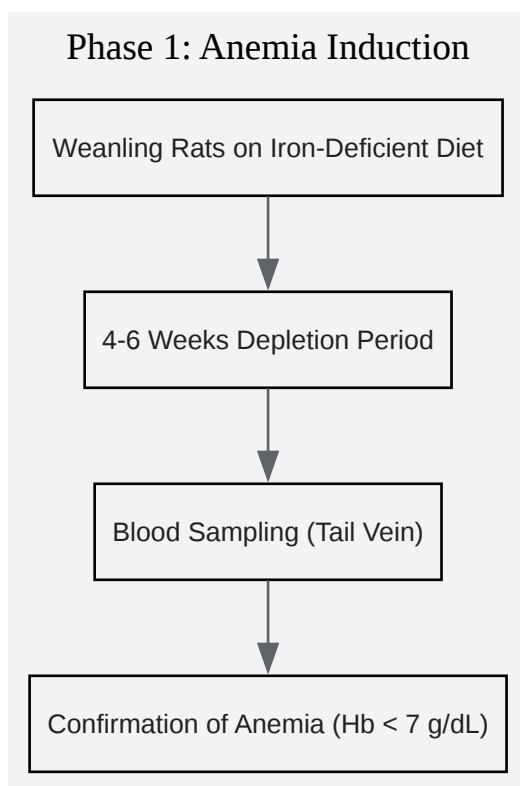 Phase 1: Anemia Induction
Weanling Rats on Iron-Deficient Diet
4-6 Weeks Depletion Period
Blood Sampling (Tail Vein)
Confirmation of Anemia (Hb < 7 g/dL)